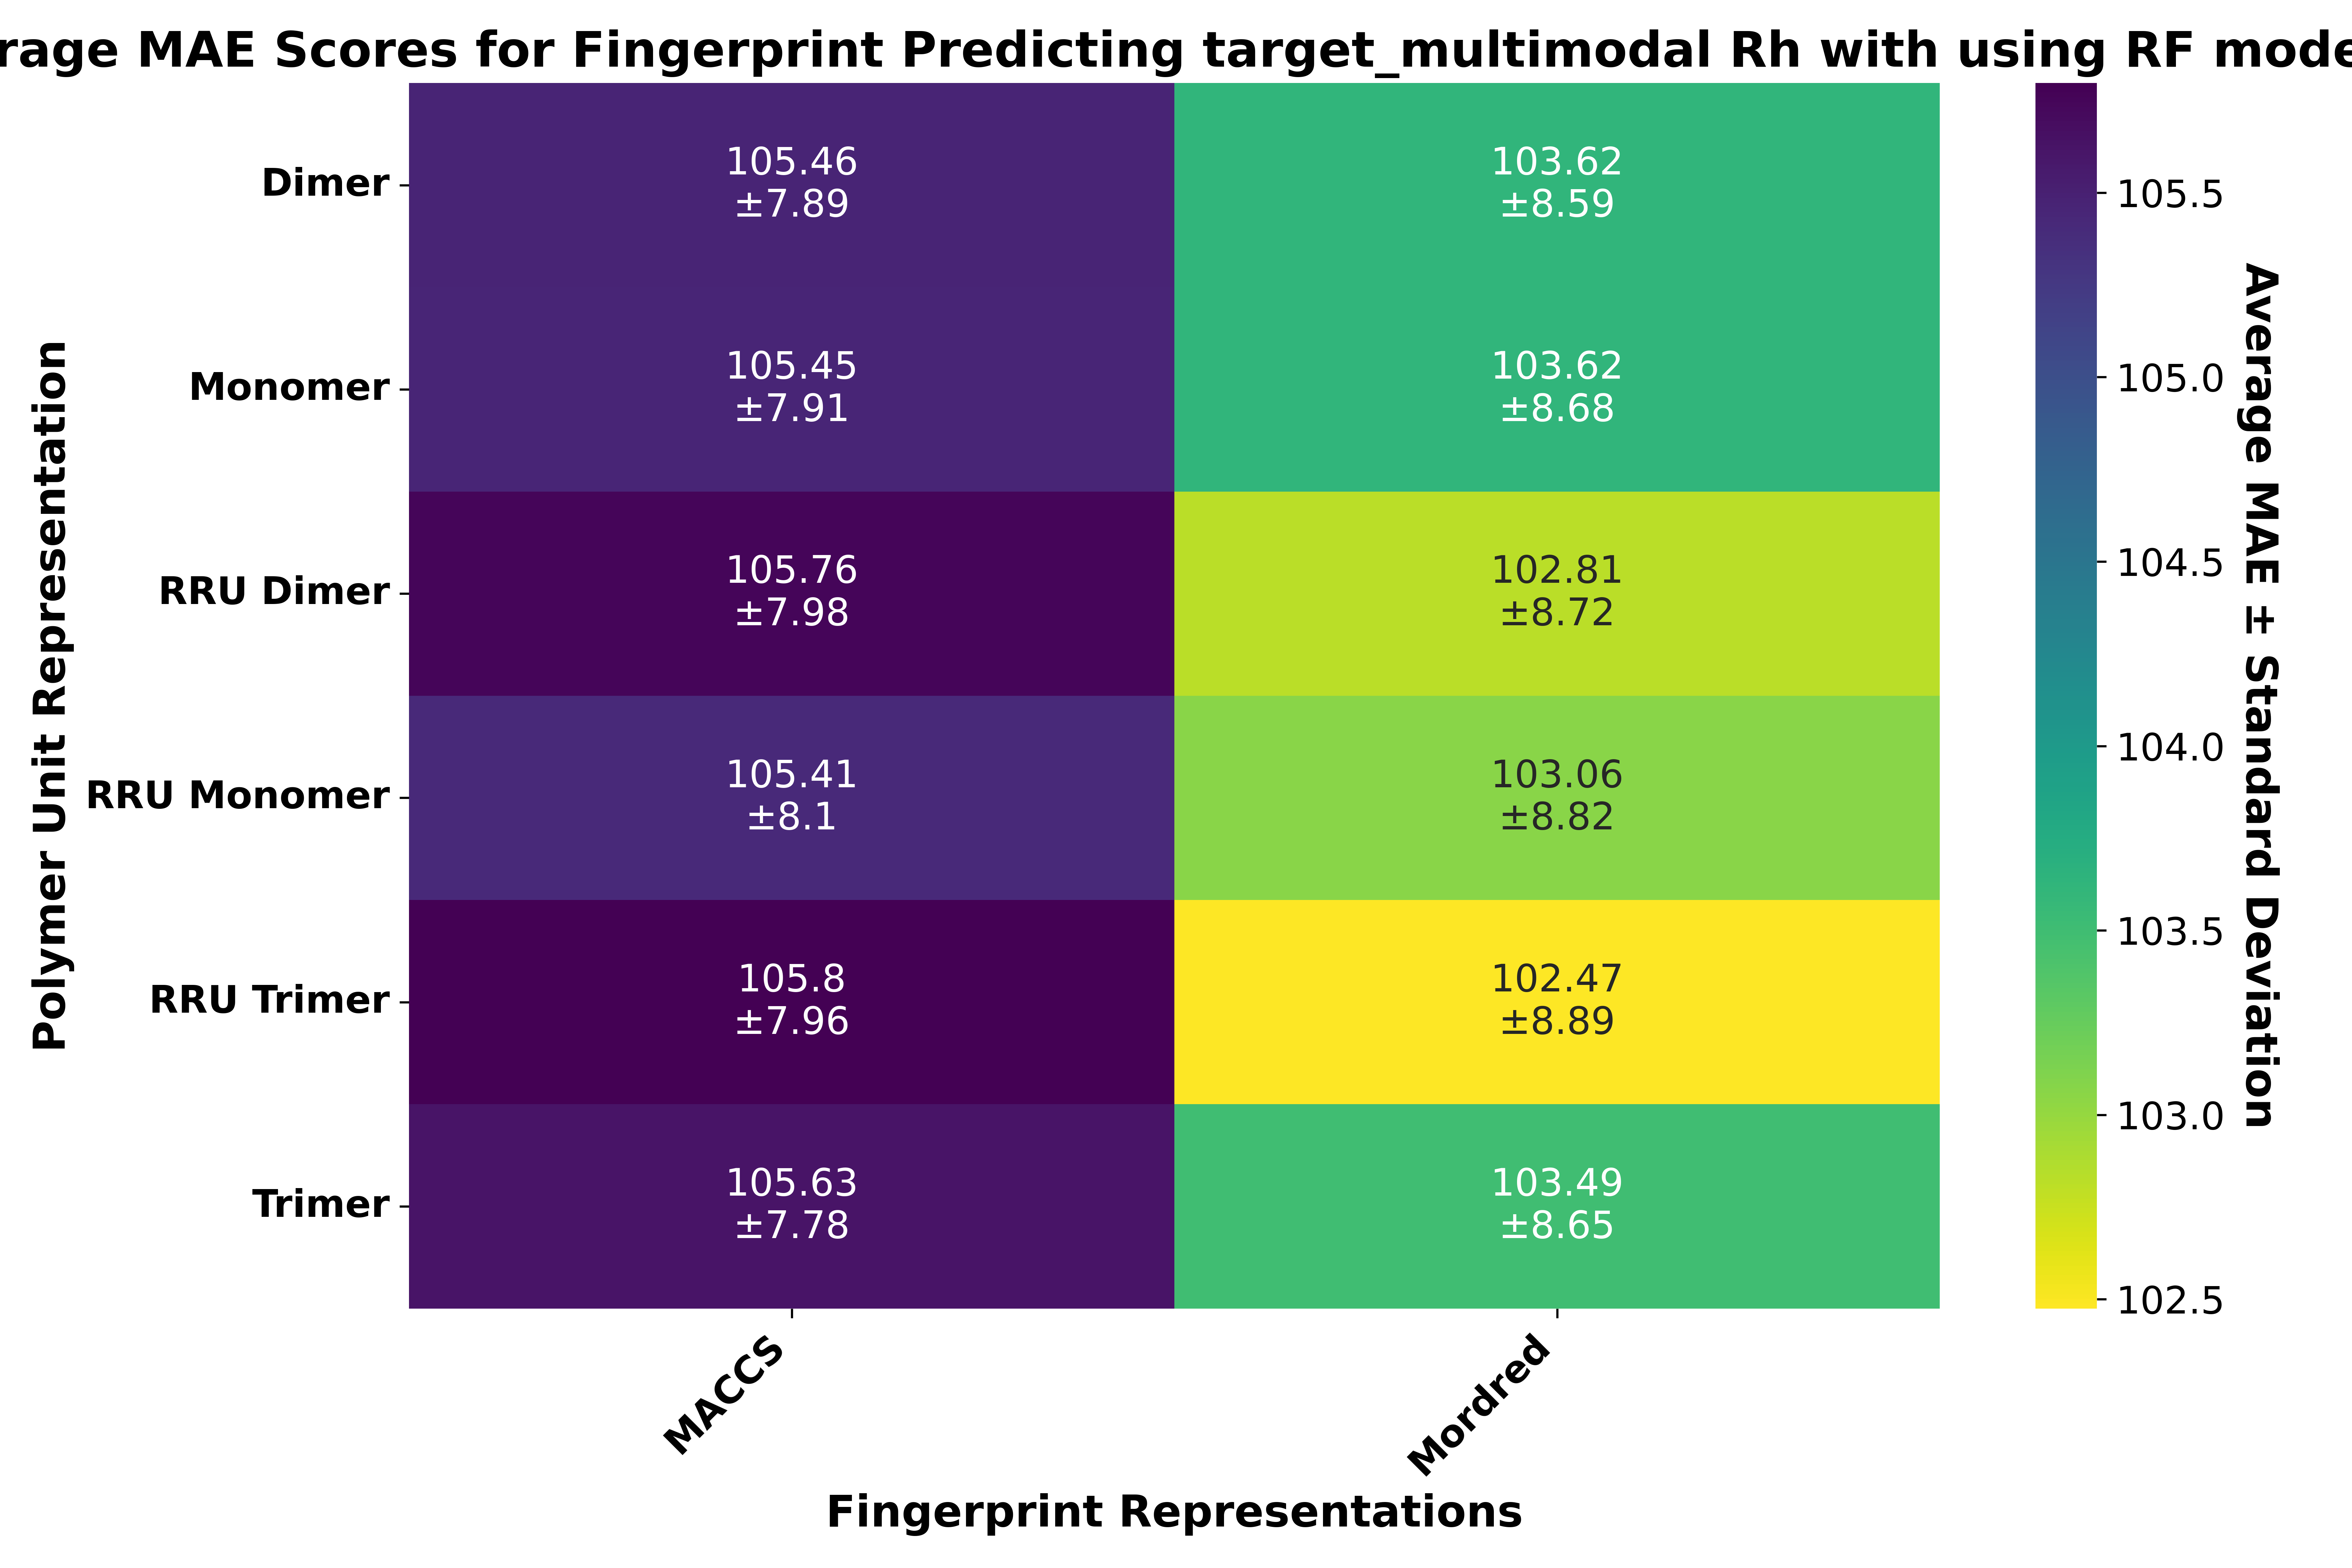 rage MAE Scores for Fingerprint Predicting target_multimodal Rh with using RF mode
Polymer Unit Representation
Dimer
105.46
±7.89
103.62
±8.59
Monomer
105.45
±7.91
103.62
±8.68
RRU Dimer
105.76
±7.98
102.81
±8.72
RRU Monomer
105.41
±8.1
103.06
±8.82
RRU Trimer
105.8
±7.96
102.47
±8.89
Trimer
105.63
±7.78
103.49
±8.65
MACCS
Mordred
Fingerprint Representations
105.5
105.0
104.5
104.0
103.5
103.0
102.5
Average MAE ± Standard Deviation